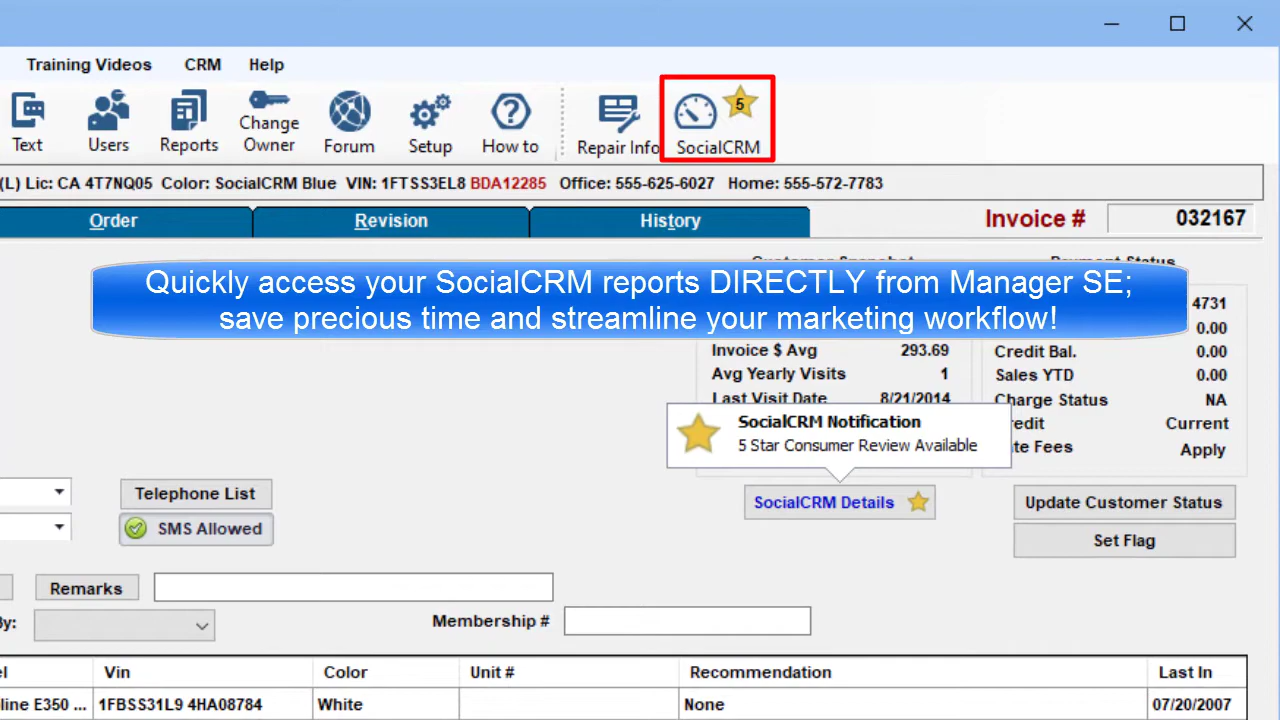 Training Videos CRM Help
5
Text Users Reports Change Owner Forum Setup How to Repair Info SocialCRM
(L) Lic: CA 4T7NQ05 Color: SocialCRM Blue VIN: 1FTSS3EL8 BDA12285 Office: 555-625-6027 Home: 555-572-7783
Order Revision History Invoice # 032167
Quickly access your SocialCRM reports DIRECTLY from Manager SE;
save precious time and streamline your marketing workflow!
4731
0.00
Invoice $ Avg 293.69 Credit Bal. 0.00
Avg Yearly Visits 1 Sales YTD 0.00
Last Visit Date 8/21/2014 Charge Status NA
SocialCRM Notification
5 Star Consumer Review Available
Current
Apply
Telephone List SocialCRM Details Update Customer Status
SMS Allowed Set Flag
Remarks
Membership #
Vin Color Unit # Recommendation Last In
line E350 ... 1FBSS31L9 4HA08784 White None 07/20/2007